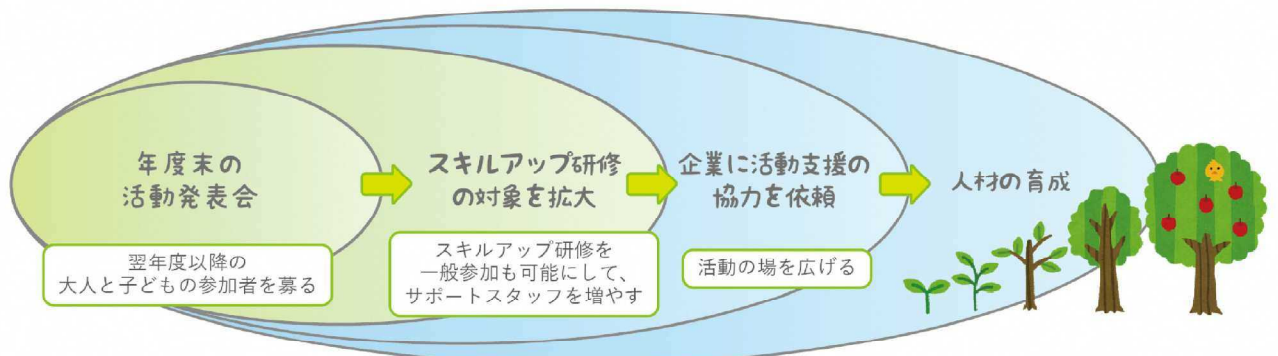 年度末の
活動発表会
翌年度以降の
大人と子どもの参加者を募る
スキルアップ研修
の対象を拡大
スキルアップ研修を
一般参加も可能にして、
サポートスタッフを増やす
企業に活動支援の
協力を依頼
活動の場を広げる
人材の育成